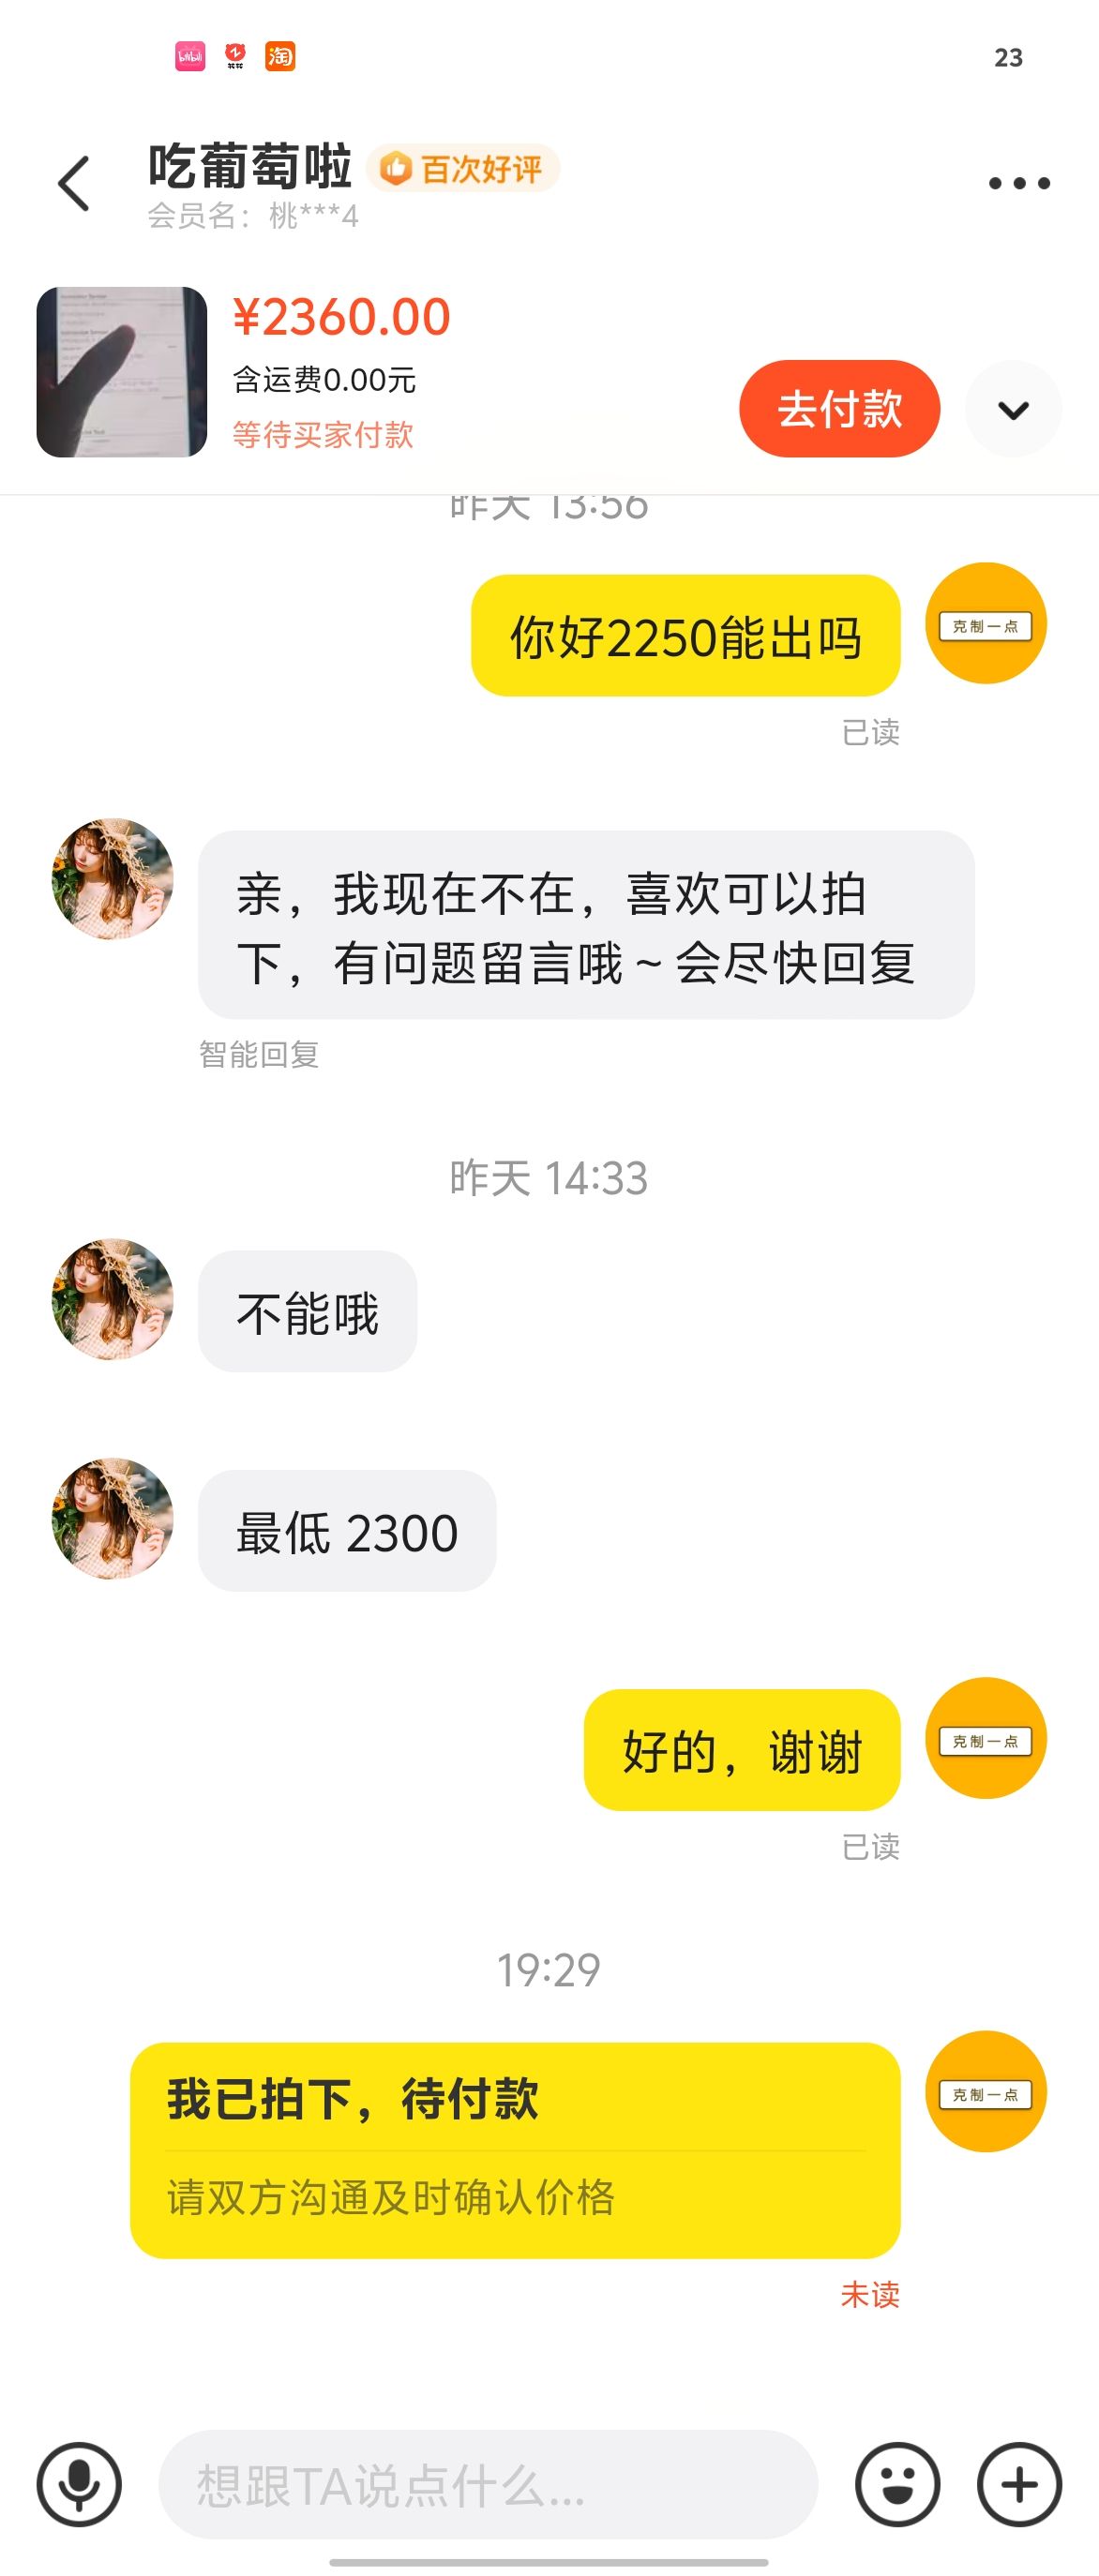 23
吃葡萄啦 百次好评
会员名：桃***4
¥2360.00
含运费0.00元
等待买家付款
去付款
昨天 13:56
你好2250能出吗
克制一点
已读
亲，我现在不在，喜欢可以拍
下，有问题留言哦~会尽快回复
智能回复
昨天 14:33
不能哦
最低 2300
好的，谢谢
克制一点
已读
19:29
我已拍下，待付款
克制一点
请双方沟通及时确认价格
未读
想跟TA说点什么...